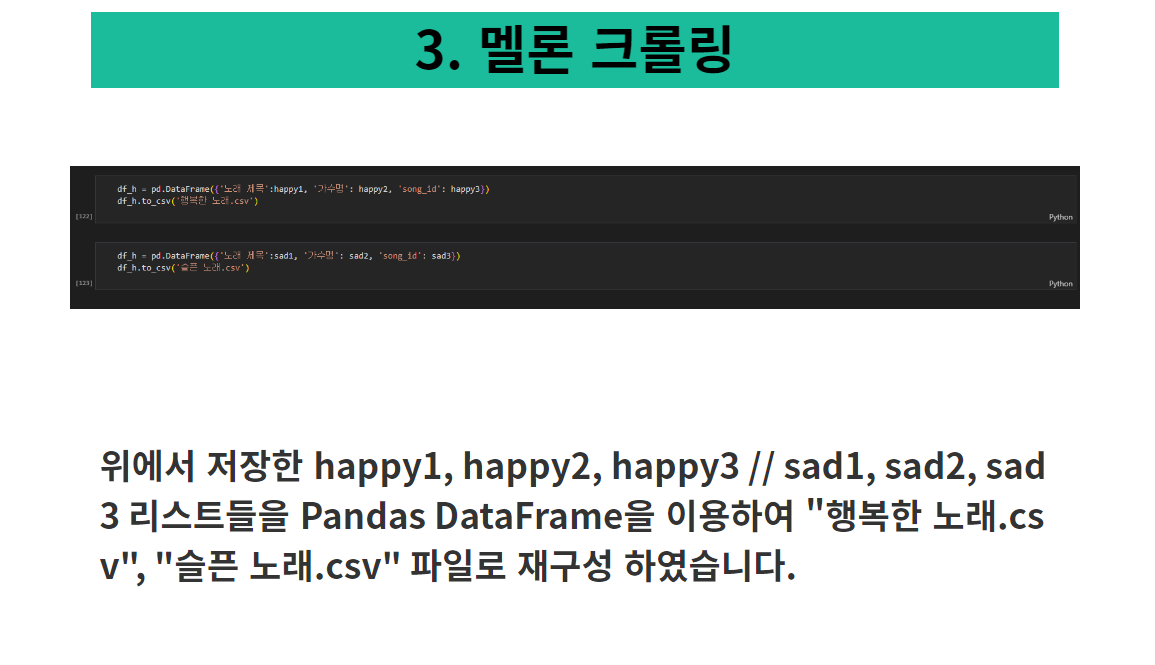 3. 멜론 크롤링
df_h = pd.DataFrame({'노래 제목':happy1, '가수명': happy2, 'song_id': happy3})
df_h.to_csv('행복한 노래.csv')
[122]
Python
df_h = pd.DataFrame({'노래 제목':sad1, '가수명': sad2, 'song_id': sad3})
df_h.to_csv('슬픈 노래.csv')
[123]
Python
위에서 저장한 happy1, happy2, happy3 // sad1, sad2, sad
3 리스트들을 Pandas DataFrame을 이용하여 "행복한 노래.cs
v", "슬픈 노래.csv" 파일로 재구성 하였습니다.